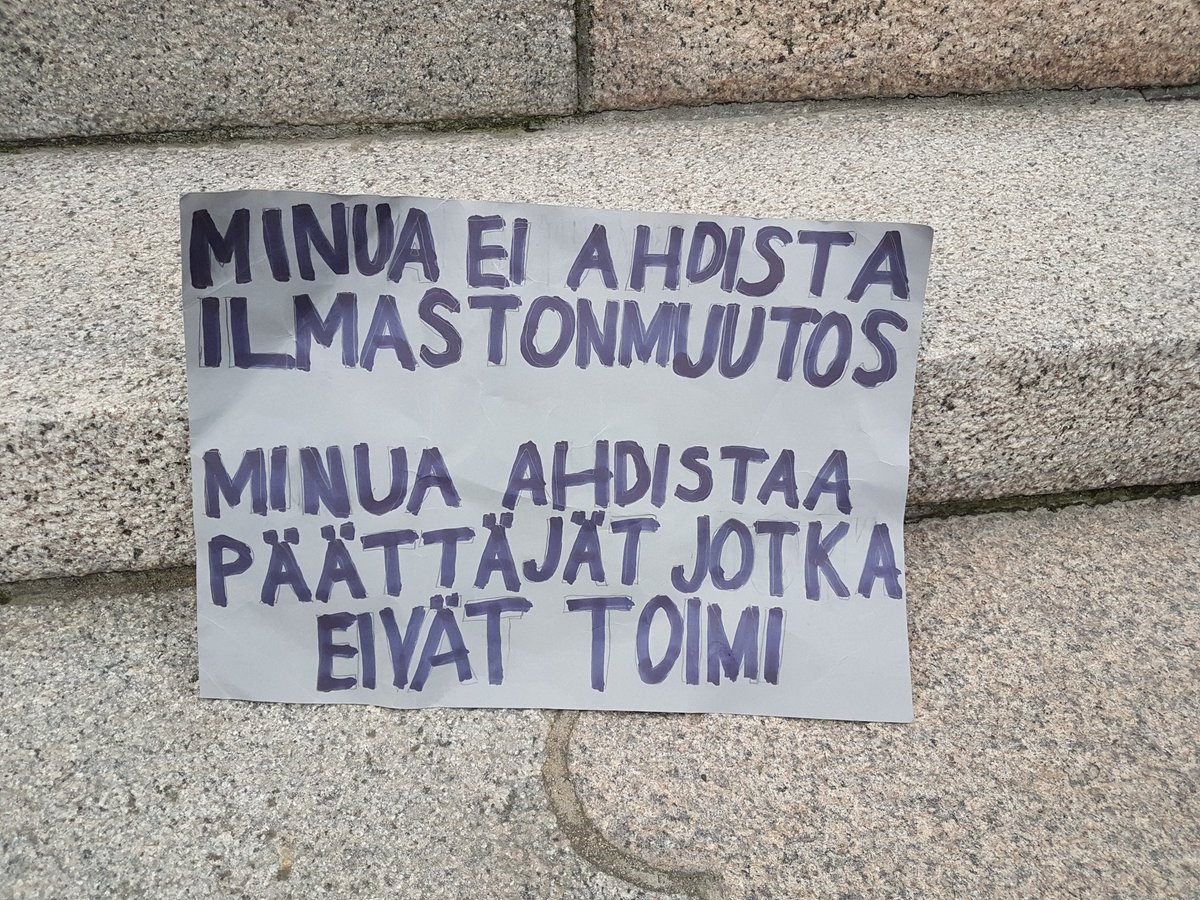 MINUA EI AHDISTA
ILMASTONMUUTOS
MINUA AHDISTAA
PÄÄTTÄJÄT JOTKA
EIVÄT TOIMI